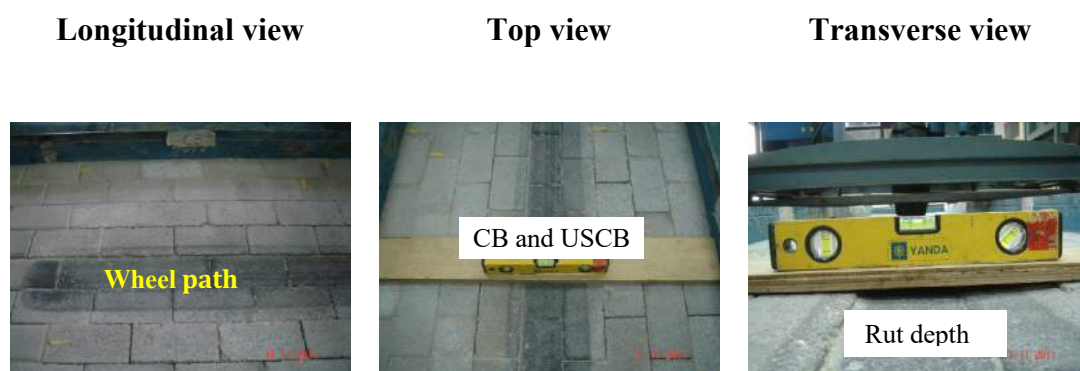 Longitudinal view
Top view
Transverse view
Wheel path
CB and USCB
YANDA
Rut depth